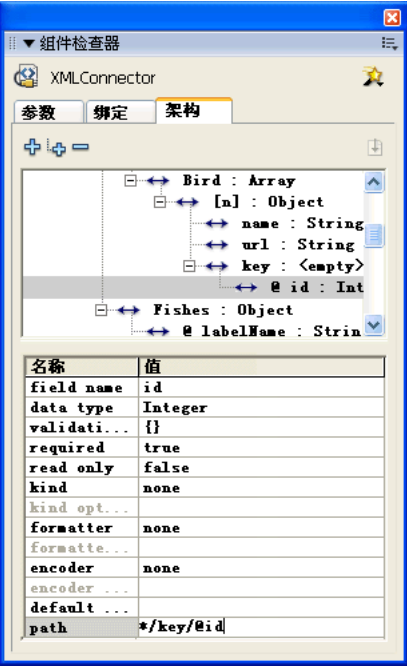 组件检查器
XMLConnector
参数 绑定 架构
Bird : Array
[n] : Object
name : String
url : String
key : <empty>
@ id : Int
Fishes : Object
@ labelName : Strin
名称 值
field name id
data type Integer
validati... {}
required true
read only false
kind none
kind opt...
formatter none
formatte...
encoder none
encoder ...
default ...
path */key/@id